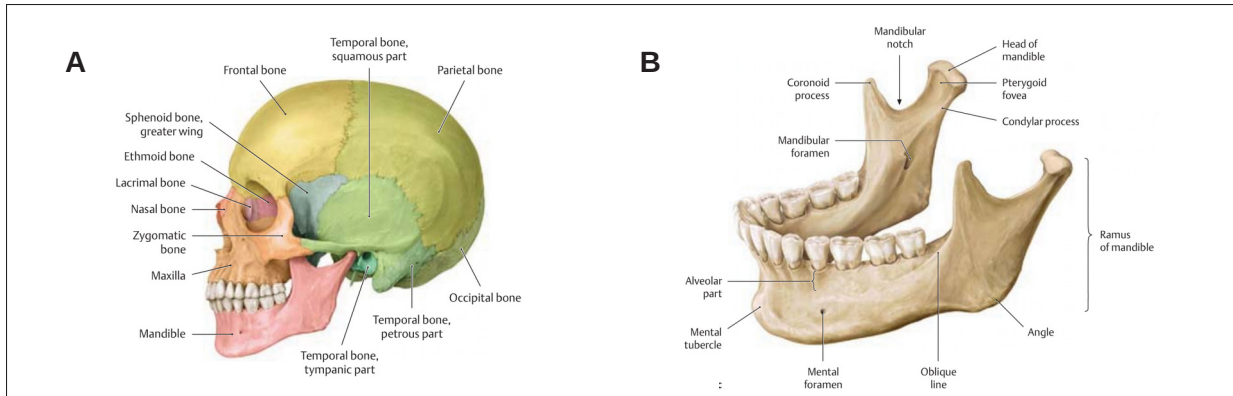 A
Temporal bone,
squamous part
Frontal bone
Parietal bone
Sphenoid bone,
greater wing
Ethmoid bone
Lacrimal bone
Nasal bone
Zygomatic
bone
Maxilla
Mandible
Occipital bone
Temporal bone,
petrous part
Temporal bone,
tympanic part
B
Mandibular
notch
Head of
mandible
Coronoid
process
Pterygoid
fovea
Condylar process
Mandibular
foramen
Ramus
of mandible
Alveolar
part
Mental
tubercle
Angle
Mental
foramen
Oblique
line
: